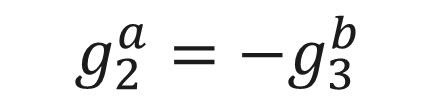 $g_2^a = -g_3^b$